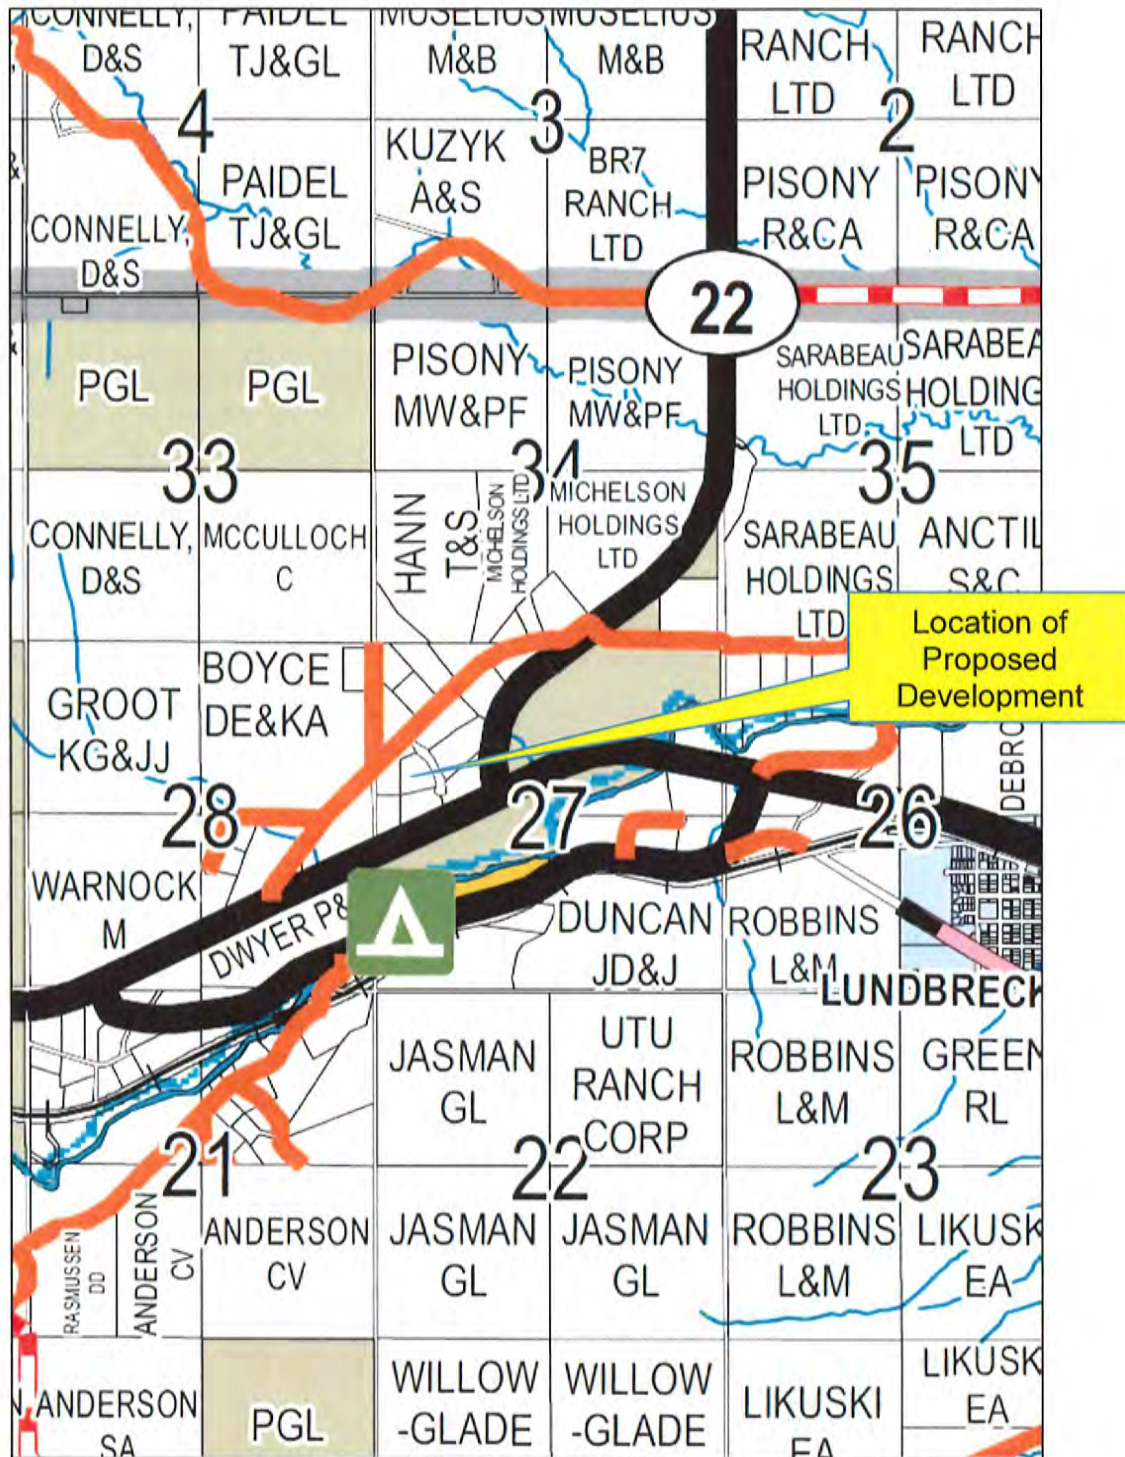 CONNELLY,
D&S
PAIDEL
TJ&GL
MUSELIUS
M&B
MUSELIUS
M&B
RANCH
LTD
RANCH
LTD
4
3
2
CONNELLY,
D&S
PAIDEL
TJ&GL
KUZYK
A&S
BR7
RANCH
LTD
PISONY
R&CA
PISONY
R&CA
22
PGL
PGL
PISONY
MW&PF
PISONY
MW&PF
SARABEAU
HOLDINGS
LTD
SARABEA
HOLDING
LTD
33
34
35
CONNELLY,
D&S
MCCULLOCH
C
HANN
T&S
MICHELSON
HOLDINGS LTD
MICHELSON
HOLDINGS
LTD
SARABEAU
HOLDINGS
LTD
ANCTIL
S&C
Location of
Proposed
Development
GROOT
KG&JJ
BOYCE
DE&KA
DEBRO
28
27
26
WARNOCK
M
DWYER P&
DUNCAN
JD&J
ROBBINS
L&M
LUNDBRECK
JASMAN
GL
UTU
RANCH
CORP
ROBBINS
L&M
GREEN
RL
21
22
23
RASMUSSEN
DD
ANDERSON
CV
ANDERSON
CV
JASMAN
GL
JASMAN
GL
ROBBINS
L&M
LIKUSK
EA
N,
ANDERSON
SA
PGL
WILLOW
-GLADE
WILLOW
-GLADE
LIKUSKI
EA
LIKUSK
EA